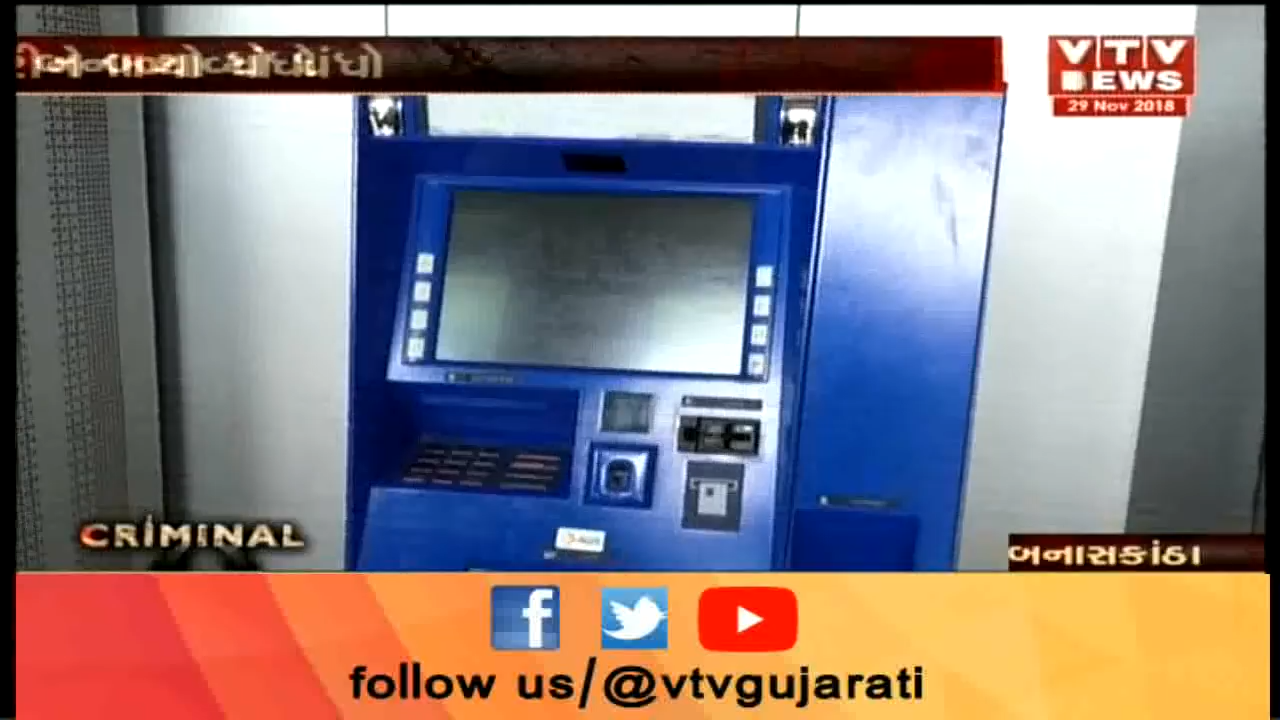 VTV
NEWS
29 Nov 2018
CRIMINAL
બનાસકાંઠા
follow us/@vtvgujarati